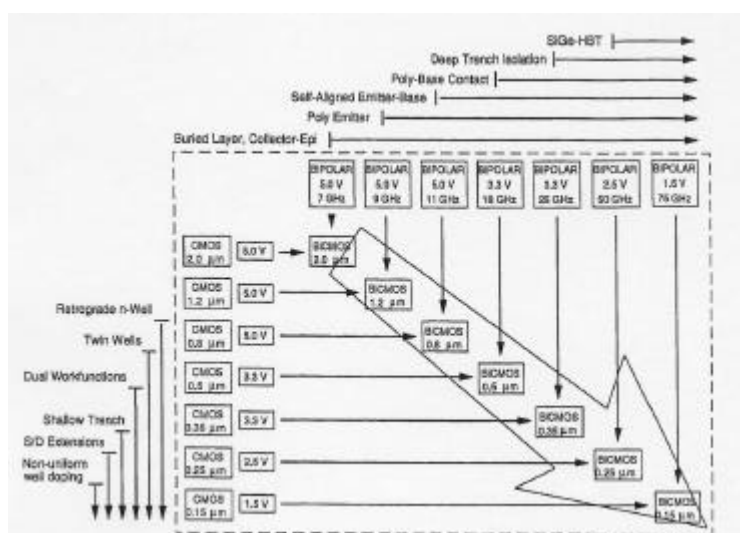 SiGe-HBT
Deep Trench Isolation
Poly-Base Contact
Self-Aligned Emitter-Base
Poly Emitter
Buried Layer, Collector-Epi
BIPOLAR
5.0 V
7 GHz
BIPOLAR
5.0 V
9 GHz
BIPOLAR
5.0 V
11 GHz
BIPOLAR
3.3 V
18 GHz
BIPOLAR
3.3 V
25 GHz
BIPOLAR
2.5 V
50 GHz
BIPOLAR
1.5 V
75 GHz
CMOS
2.0 µm
5.0 V
BiCMOS
2.0 µm
CMOS
1.2 µm
5.0 V
BiCMOS
1.2 µm
Retrograde n-Well
CMOS
0.8 µm
5.0 V
BiCMOS
0.8 µm
Twin Wells
CMOS
0.5 µm
3.3 V
BiCMOS
0.5 µm
Dual Workfunctions
CMOS
0.35 µm
3.3 V
BiCMOS
0.35 µm
Shallow Trench
S/D Extensions
CMOS
0.25 µm
2.5 V
BiCMOS
0.25 µm
Non-uniform
well doping
CMOS
0.15 µm
1.5 V
BiCMOS
0.15 µm